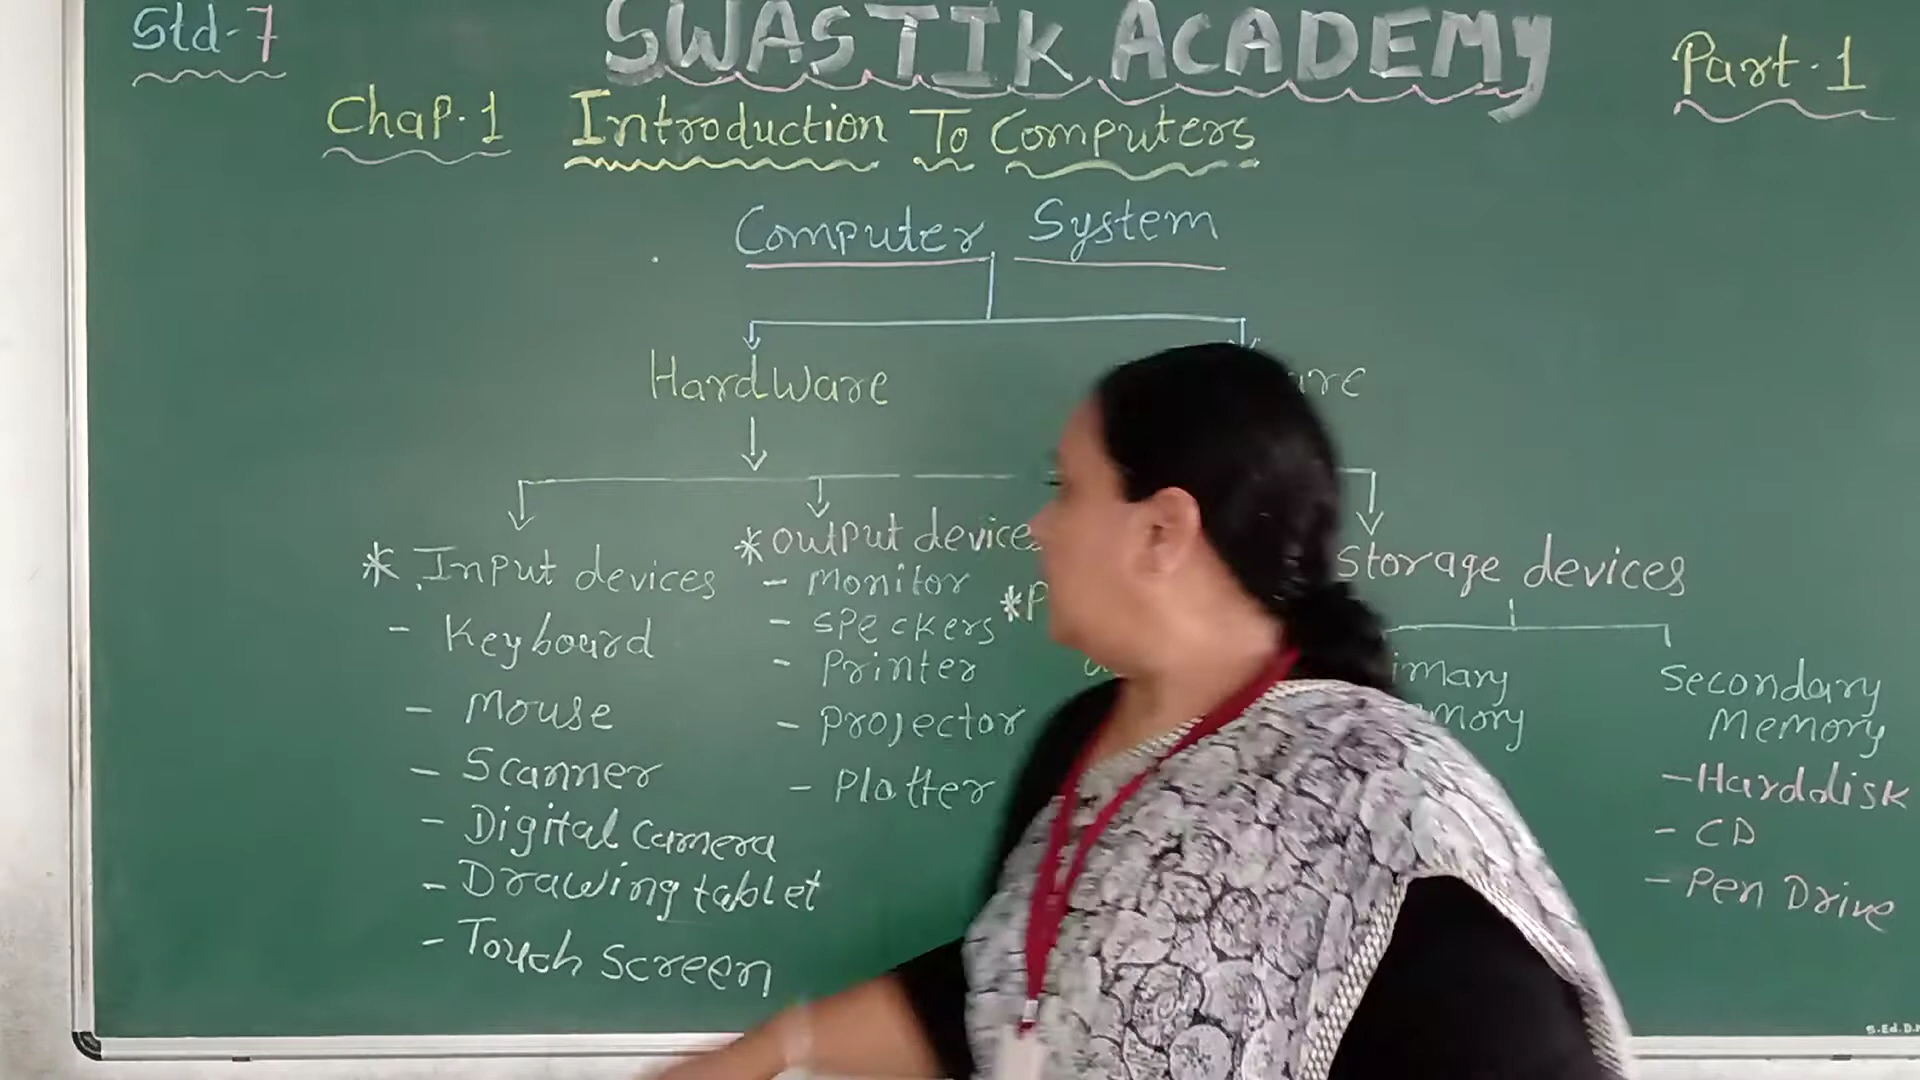 Std-7
SWASTIK ACADEMY
Part-1
Chap.1 Introduction To Computers
Computer System
Hardware
* Input devices
- Keyboard
- Mouse
- Scanner
- Digital Camera
- Drawing tablet
- Touch Screen
* Output device
- Monitor
- Speckers
- Printer
- Projector
- Plotter
Storage devices
Secondary
Memory
- Harddisk
- CD
- Pen Drive